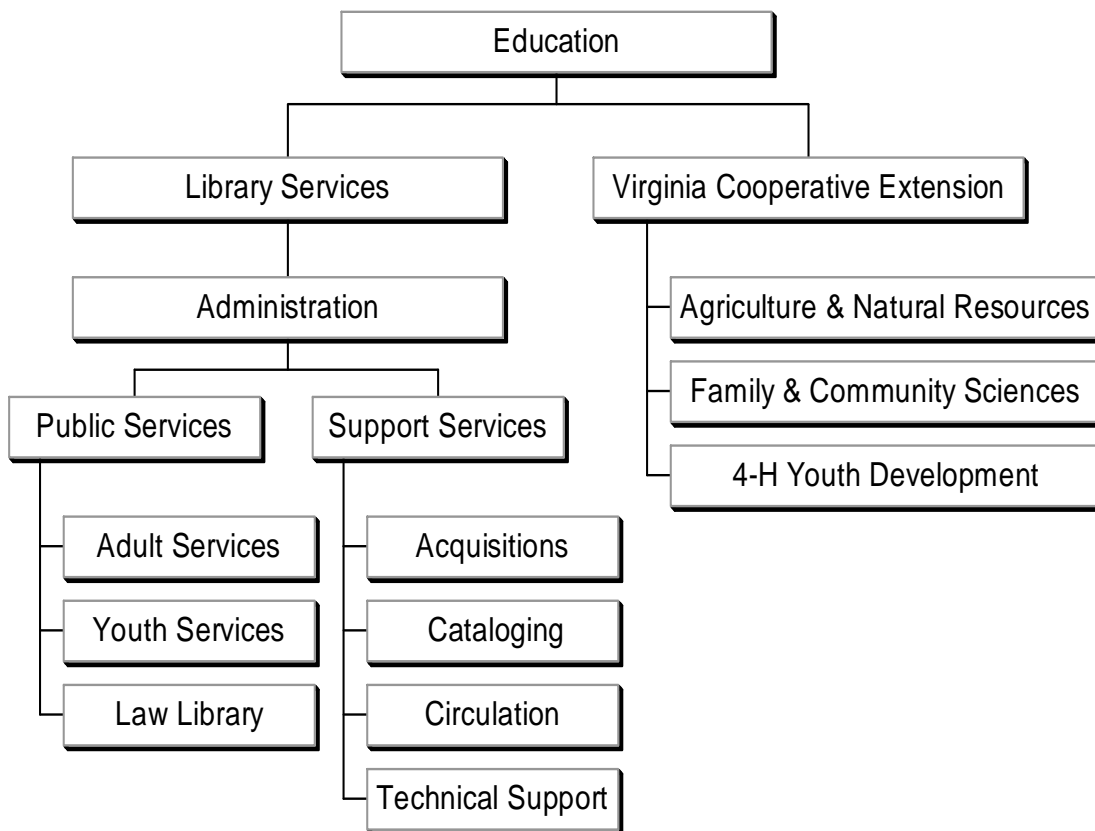 Education
Library Services
Virginia Cooperative Extension
Administration
Agriculture & Natural Resources
Family & Community Sciences
4-H Youth Development
Public Services
Support Services
Adult Services
Youth Services
Law Library
Acquisitions
Cataloging
Circulation
Technical Support